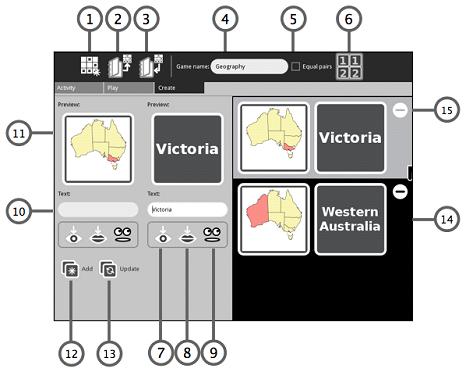 1 2 3 4 5 6
Game name: Geography Equal pairs 1 1 2 2
Activity Play Create
Preview: Preview:
15
11
Victoria
Victoria
Text: Text:
10
Victoria
14
Western
Australia
Add Update
12 13 7 8 9